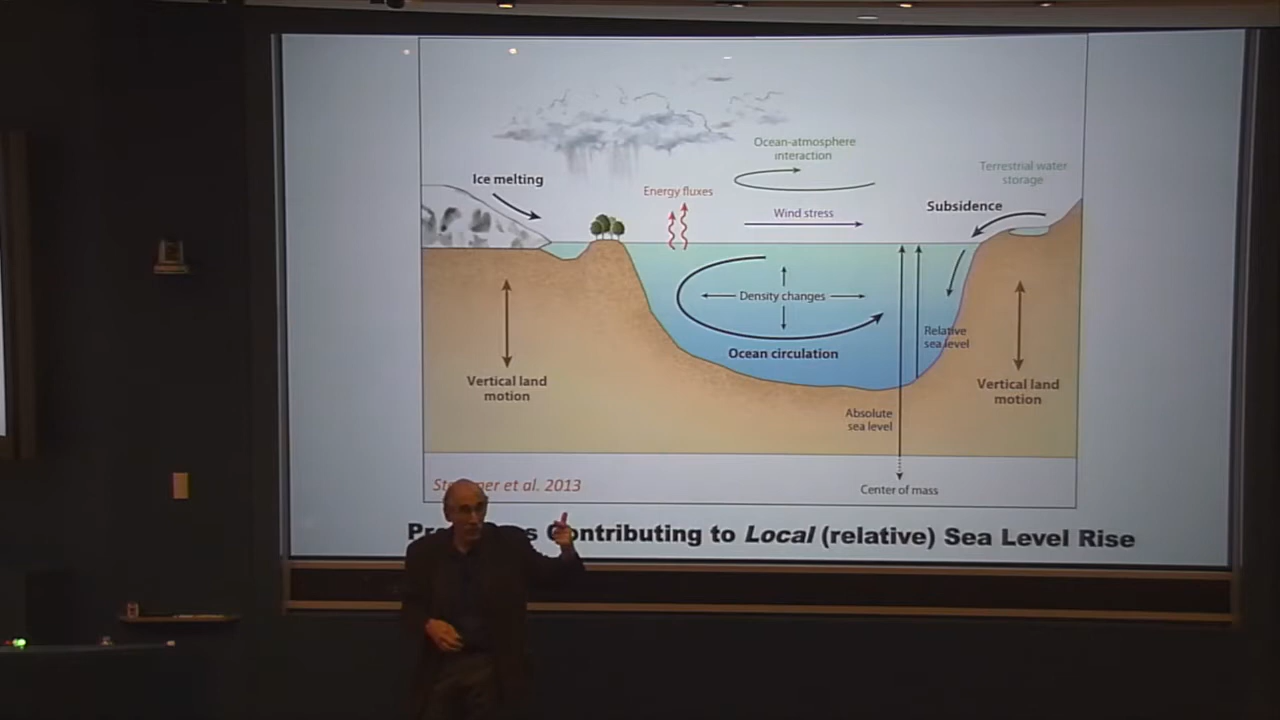 Ocean-atmosphere
interaction
Ice melting
Terrestrial water
storage
Energy fluxes
Subsidence
Wind stress
Density changes
Relative
sea level
Ocean circulation
Vertical land
motion
Vertical land
motion
Absolute
sea level
et al. 2013
Center of mass
Contributing to Local (relative) Sea Level Rise